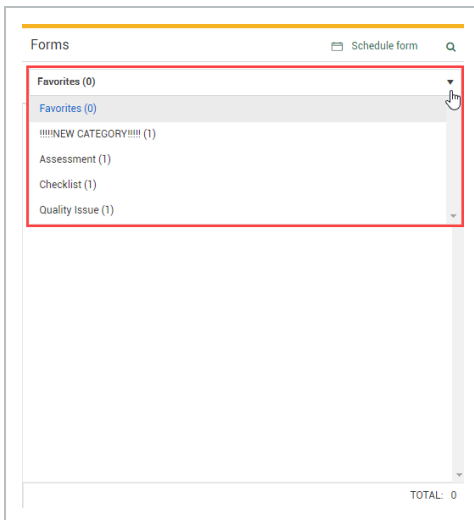 Forms Schedule form
Favorites (0)
Favorites (0)
!!!!!NEW CATEGORY!!!!! (1)
Assessment (1)
Checklist (1)
Quality Issue (1)
TOTAL: 0